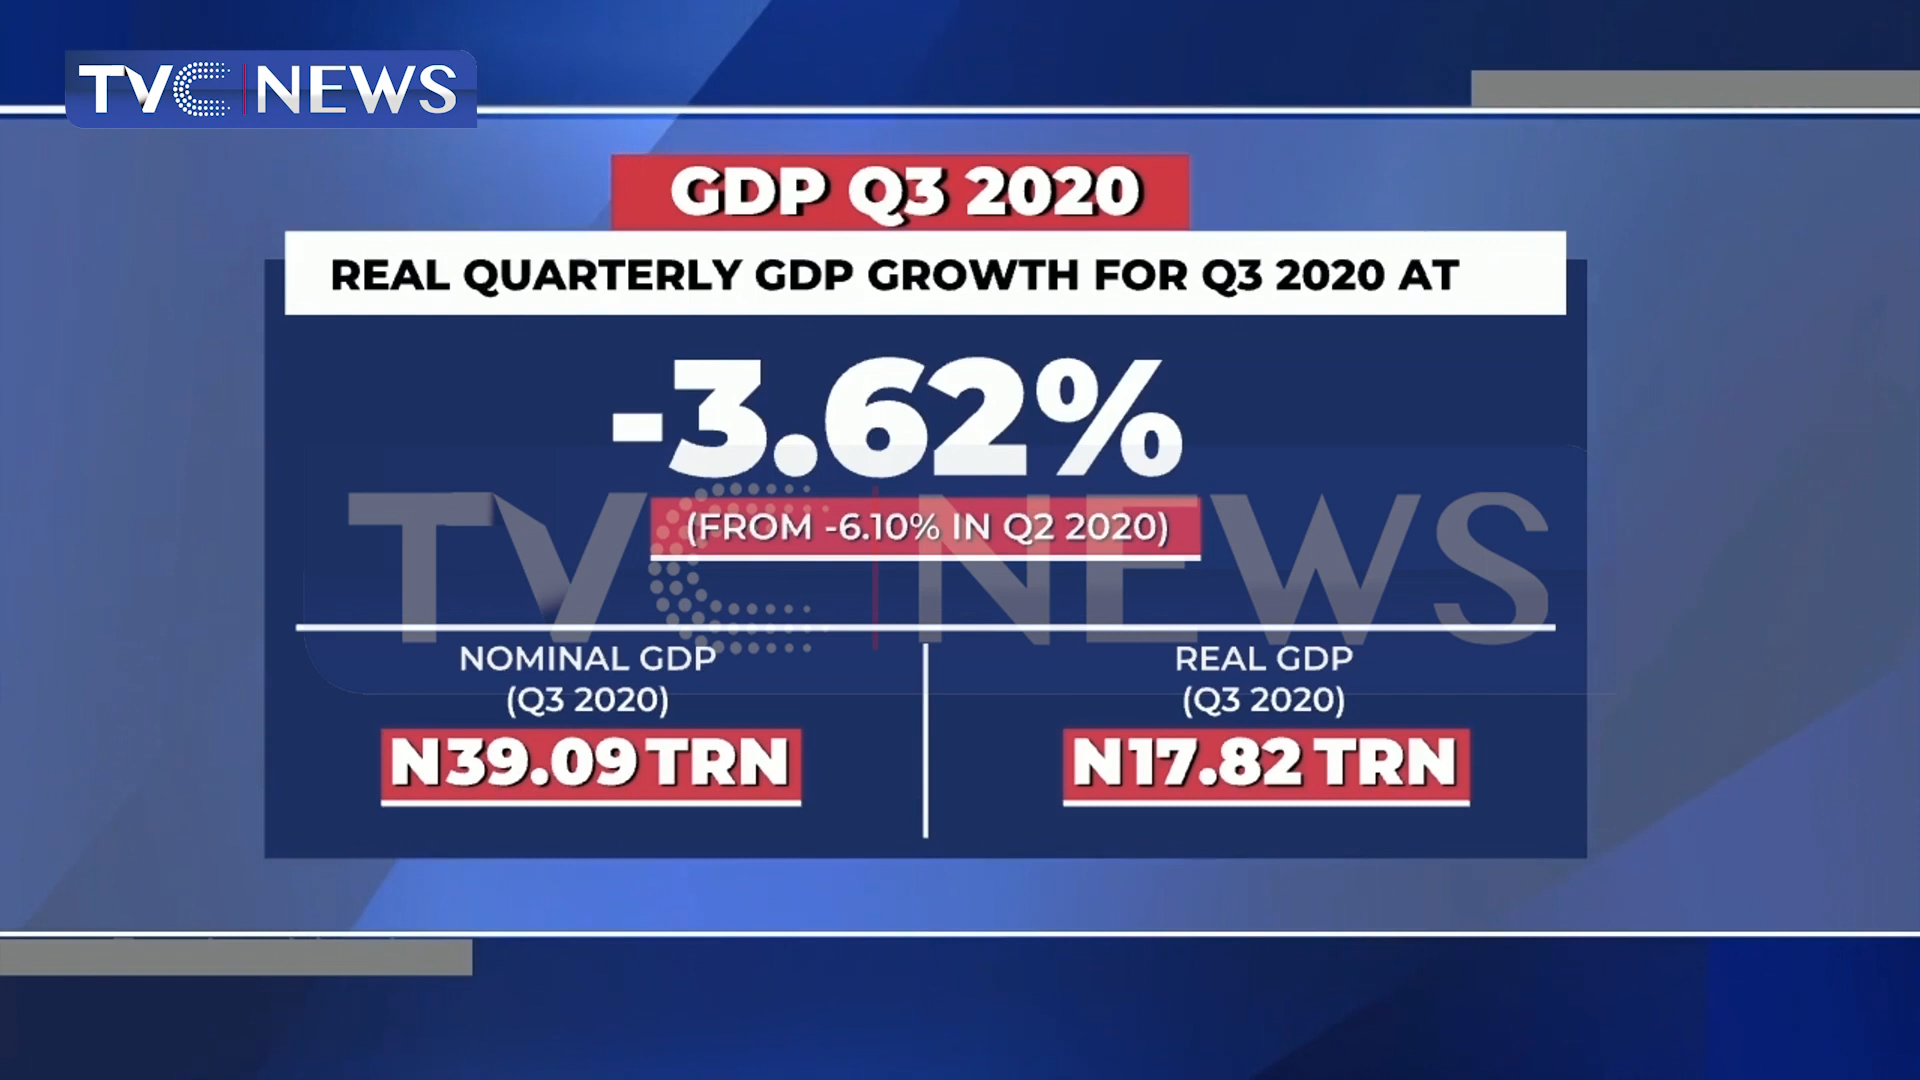 TVC NEWS
GDP Q3 2020
REAL QUARTERLY GDP GROWTH FOR Q3 2020 AT
-3.62%
(FROM -6.10% IN Q2 2020)
TVC NEWS
NOMINAL GDP
(Q3 2020)
N39.09 TRN
REAL GDP
(Q3 2020)
N17.82 TRN